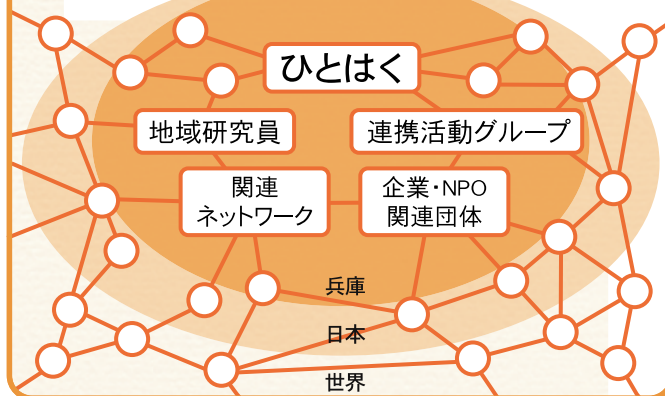 ひとはく
地域研究員
連携活動グループ
関連
ネットワーク
企業・NPO
関連団体
兵庫
日本
世界